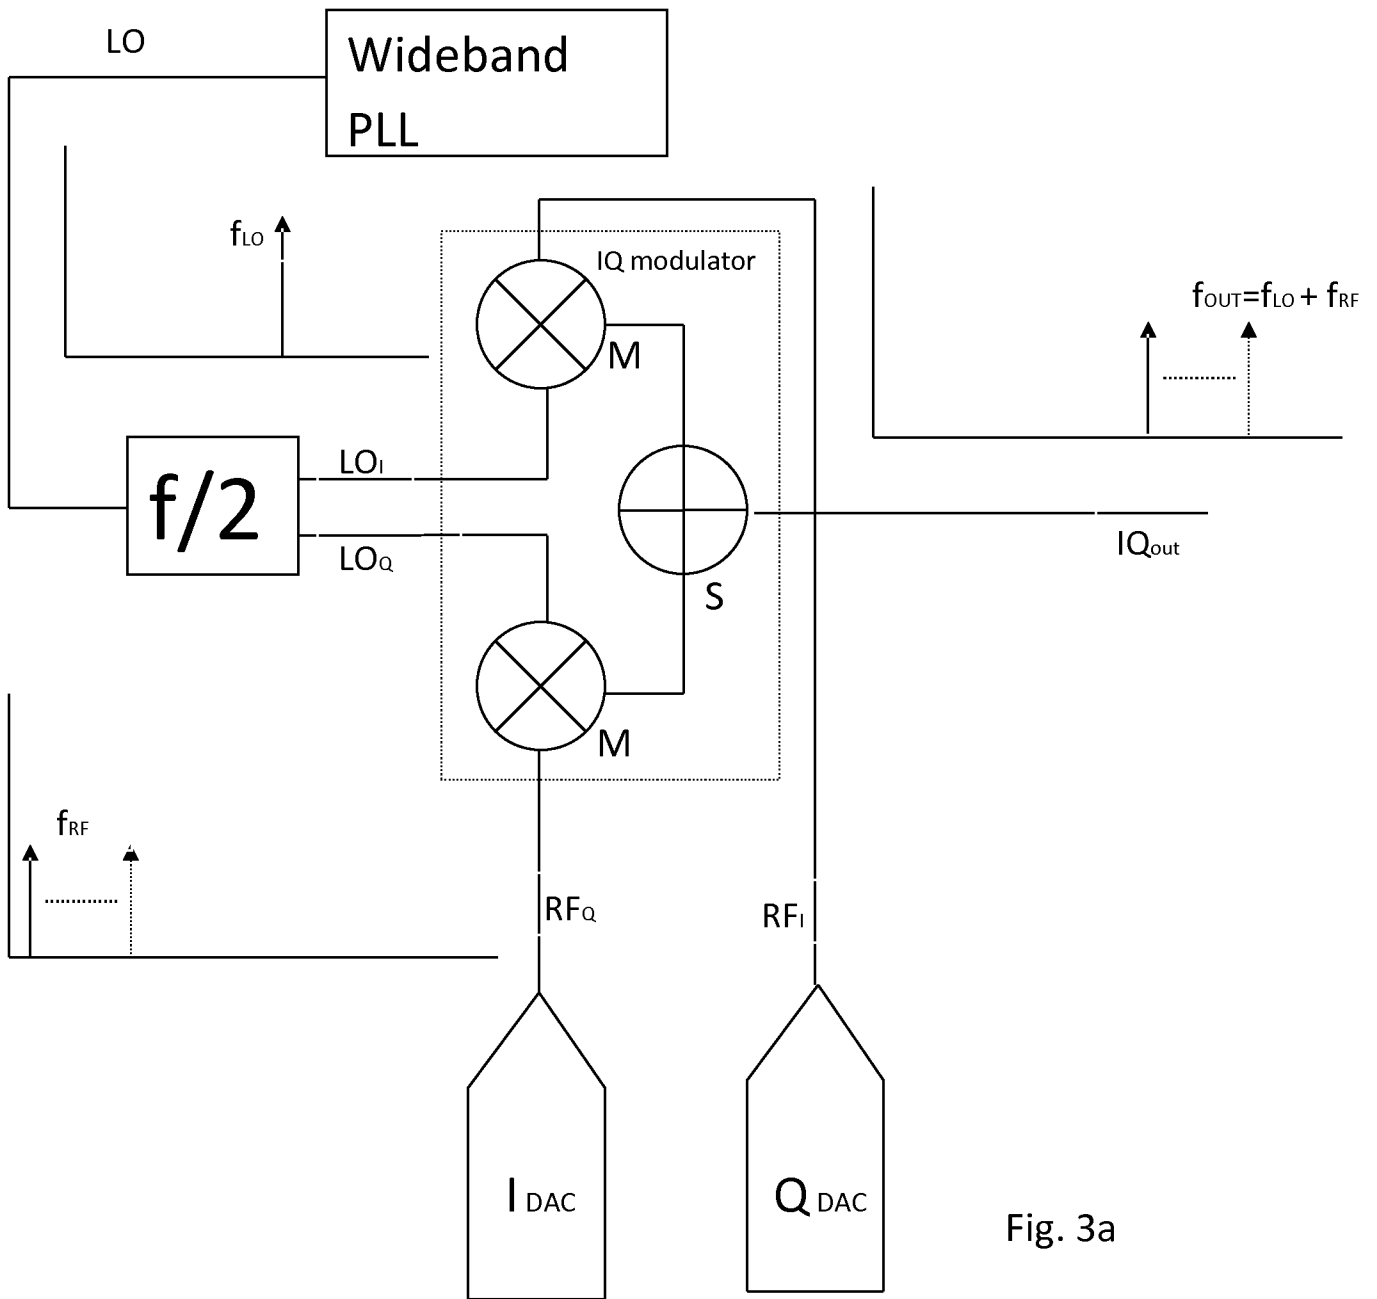 LO
Wideband
PLL
fLO
IQ modulator
fOUT=fLO + fRF
M
f/2
LOI
LOQ
IQout
S
M
fRF
RFQ
RFI
I DAC
Q DAC
Fig. 3a